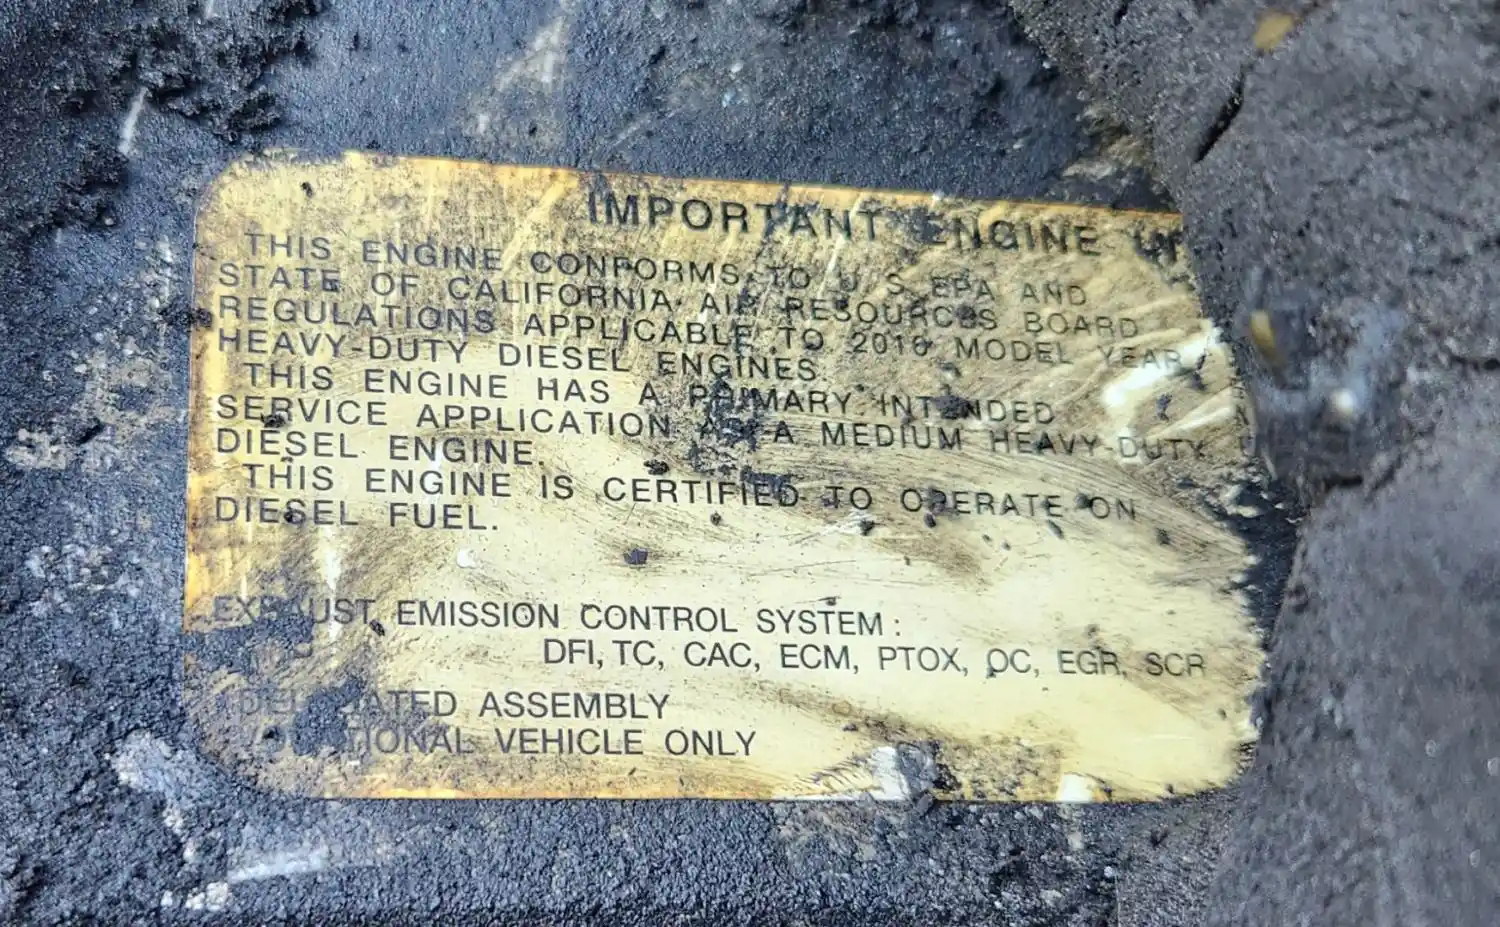 IMPORTANT ENGINE
THIS ENGINE CONFORMS TO U S EPA AND
STATE OF CALIFORNIA AIR RESOURCES BOARD
REGULATIONS APPLICABLE TO 2016 MODEL YEAR
HEAVY-DUTY DIESEL ENGINES
THIS ENGINE HAS A PRIMARY INTENDED
SERVICE APPLICATION AS A MEDIUM HEAVY-DUTY
DIESEL ENGINE.
THIS ENGINE IS CERTIFIED TO OPERATE ON
DIESEL FUEL.
EXHAUST EMISSION CONTROL SYSTEM:
DFI, TC, CAC, ECM, PTOX, OC, EGR, SCR
ASSEMBLY
VEHICLE ONLY